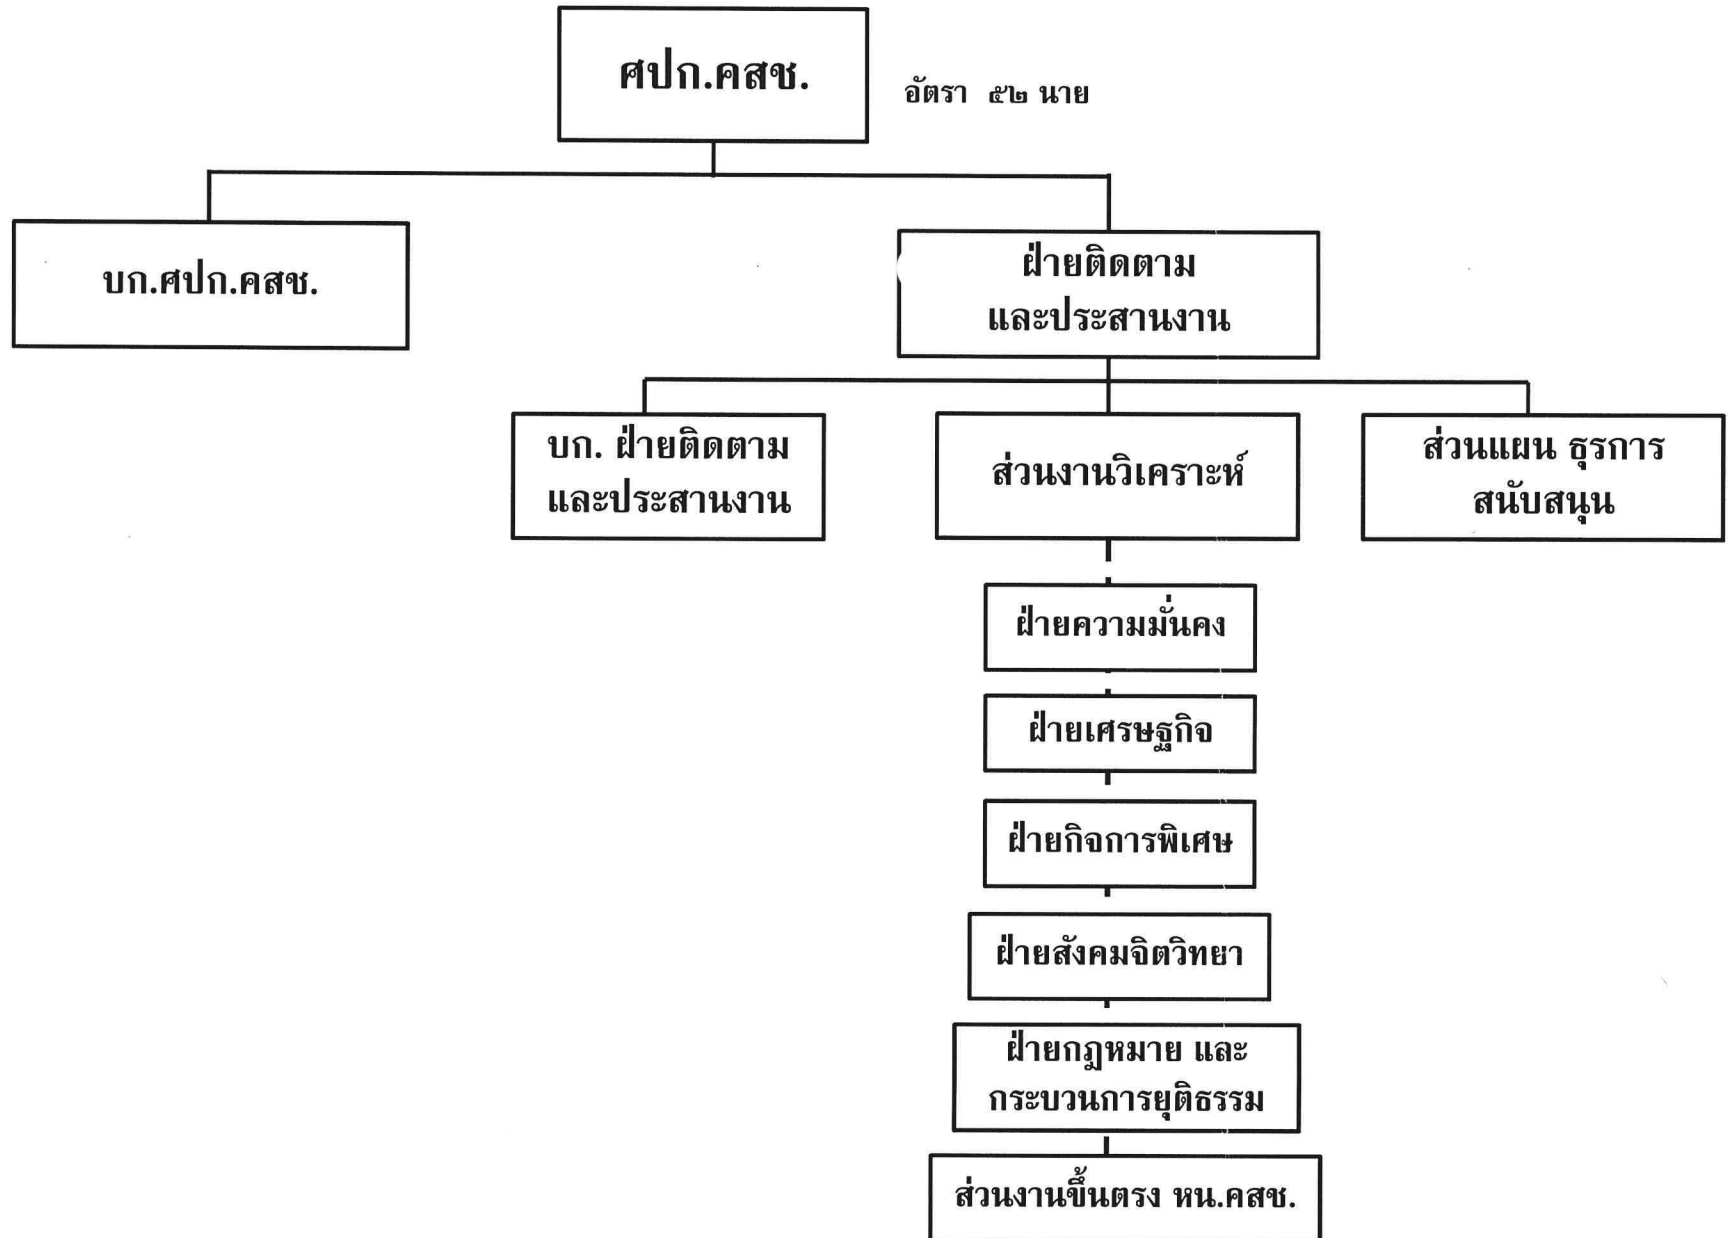 ศปก.คสช.
อัตรา ๕๒ นาย
บก.ศปก.คสช.
ฝ่ายติดตาม
และประสานงาน
บก. ฝ่ายติดตาม
และประสานงาน
ส่วนงานวิเคราะห์
ส่วนแผน ธุรการ
สนับสนุน
ฝ่ายความมั่นคง
ฝ่ายเศรษฐกิจ
ฝ่ายกิจการพิเศษ
ฝ่ายสังคมจิตวิทยา
ฝ่ายกฎหมาย และ
กระบวนการยุติธรรม
ส่วนงานขึ้นตรง หน.คสช.